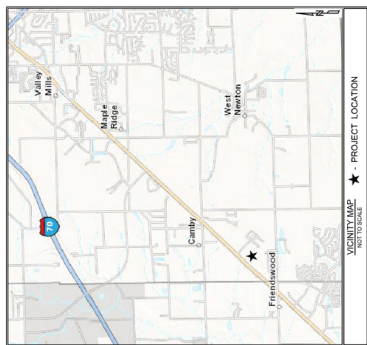 Valley
Mills
Maple
Ridge
70
West
Newton
Camby
Friendswood
N
VICINITY MAP
NOT TO SCALE
★ - PROJECT LOCATION